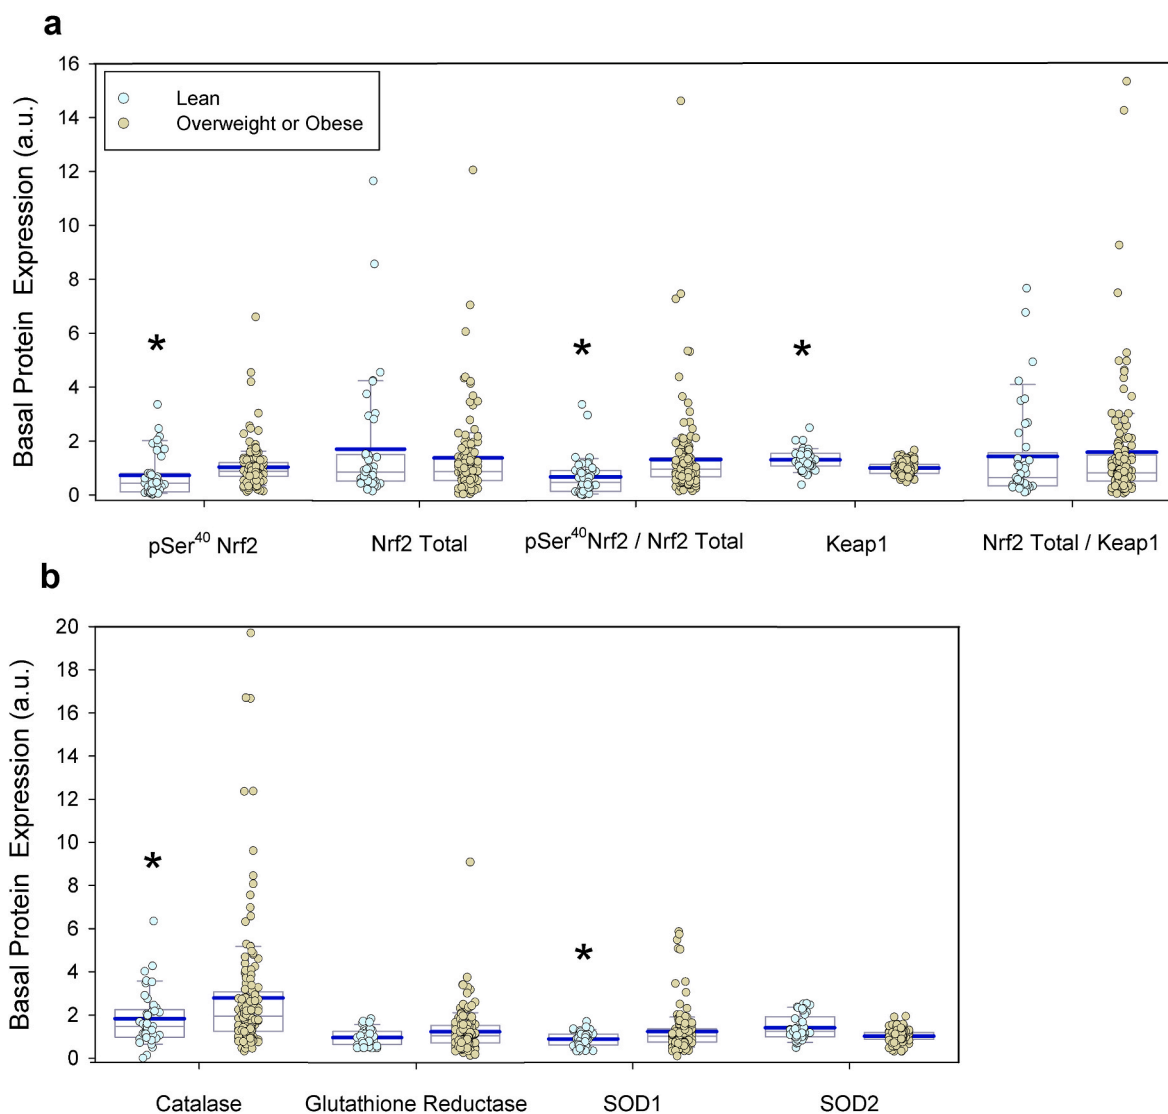 a
Basal Protein Expression (a.u.)
16
14
12
10
8
6
4
2
0
Lean
Overweight or Obese
*
*
*
pSer⁴⁰ Nrf2
Nrf2 Total
pSer⁴⁰Nrf2 / Nrf2 Total
Keap1
Nrf2 Total / Keap1
b
Basal Protein Expression (a.u.)
20
18
16
14
12
10
8
6
4
2
0
*
*
Catalase
Glutathione Reductase
SOD1
SOD2